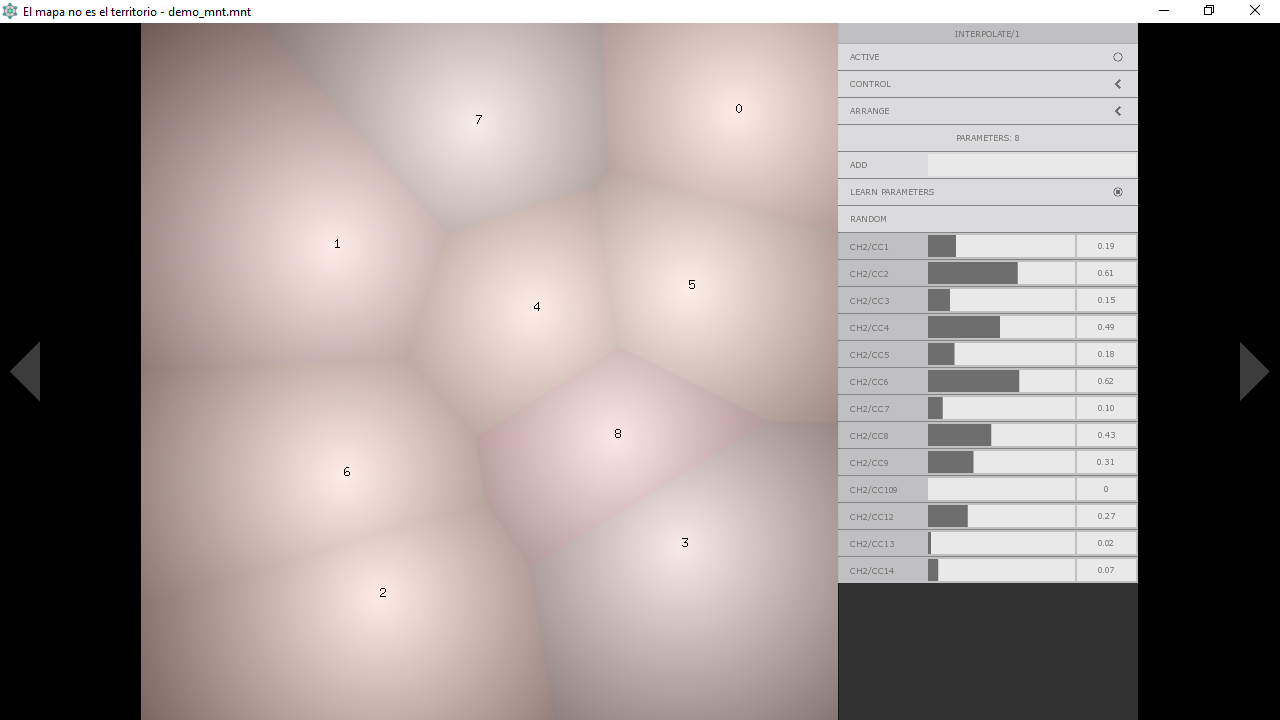 El mapa no es el territorio - demo_mnt.mnt
INTERPOLATE/1
ACTIVE
CONTROL
ARRANGE
PARAMETERS: 8
ADD
LEARN PARAMETERS
RANDOM
CH2/CC1 0.19
CH2/CC2 0.61
CH2/CC3 0.15
CH2/CC4 0.49
CH2/CC5 0.18
CH2/CC6 0.62
CH2/CC7 0.10
CH2/CC8 0.43
CH2/CC9 0.31
CH2/CC109 0
CH2/CC12 0.27
CH2/CC13 0.02
CH2/CC14 0.07
7
0
1
4
5
8
6
3
2